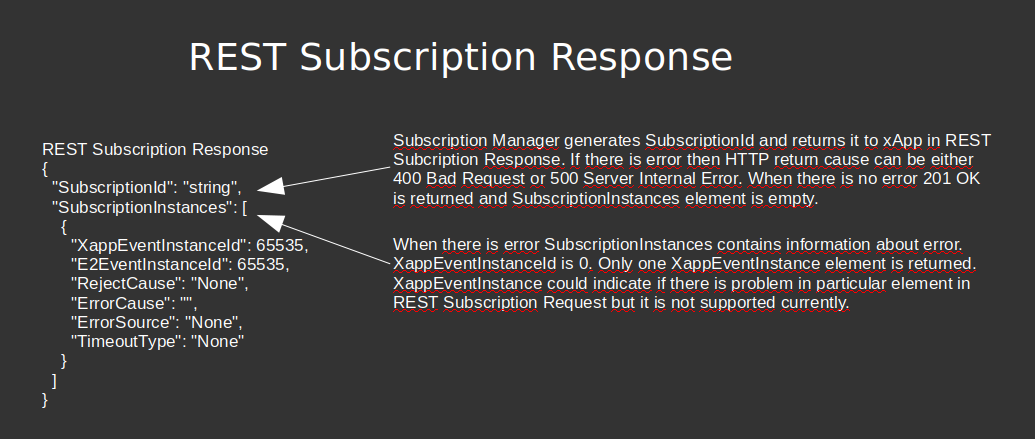 REST Subscription Response
REST Subscription Response
{
"SubscriptionId": "string",
"SubscriptionInstances": [
{
"XappEventInstanceId": 65535,
"E2EventInstanceId": 65535,
"RejectCause": "None",
"ErrorCause": "",
"ErrorSource": "None",
"TimeoutType": "None"
}
]
}
Subscription Manager generates SubscriptionId and returns it to xApp in REST
Subcription Response. If there is error then HTTP return cause can be either
400 Bad Request or 500 Server Internal Error. When there is no error 201 OK
is returned and SubscriptionInstances element is empty.
When there is error SubscriptionInstances contains information about error.
XappEventInstanceId is 0. Only one XappEventInstance element is returned.
XappEventInstance could indicate if there is problem in particular element in
REST Subscription Request but it is not supported currently.